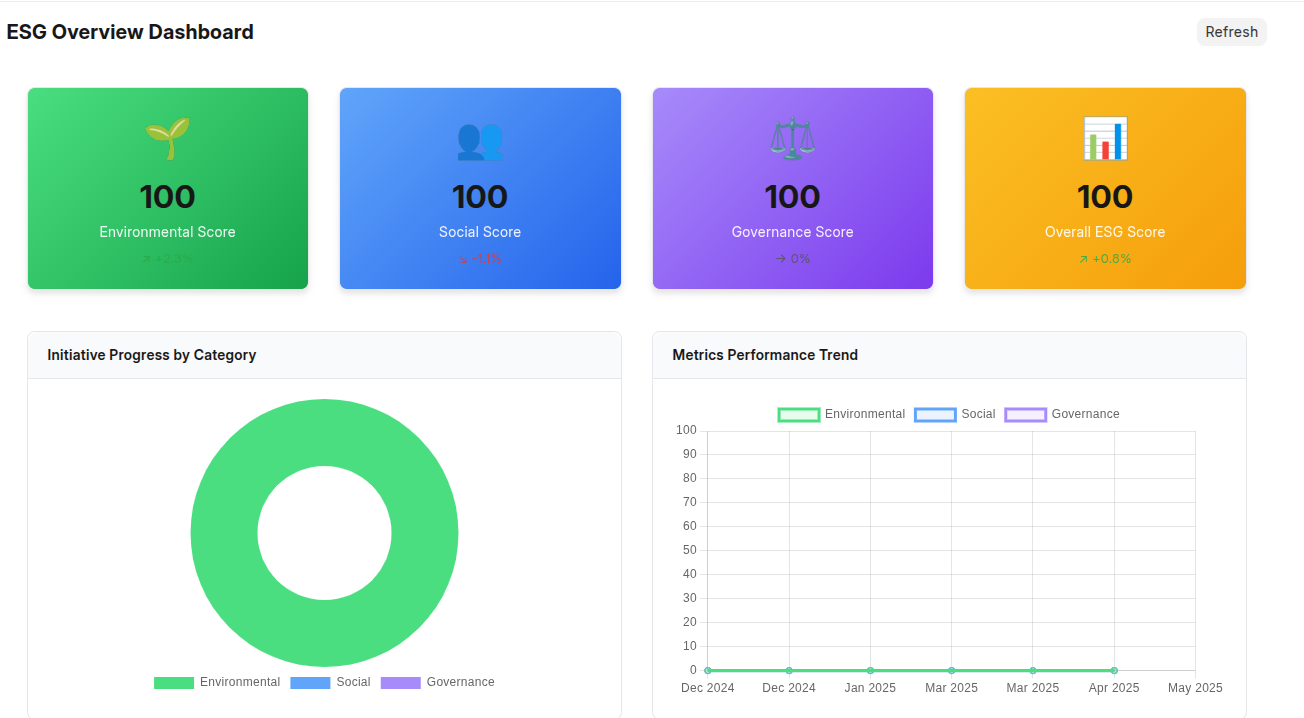 ESG Overview Dashboard
Refresh
100
Environmental Score
↗ +2.3%
100
Social Score
↘ -1.1%
100
Governance Score
→ 0%
100
Overall ESG Score
↗ +0.8%
Initiative Progress by Category
Environmental Social Governance
Metrics Performance Trend
Environmental Social Governance
100
90
80
70
60
50
40
30
20
10
0
Dec 2024 Dec 2024 Jan 2025 Mar 2025 Mar 2025 Apr 2025 May 2025